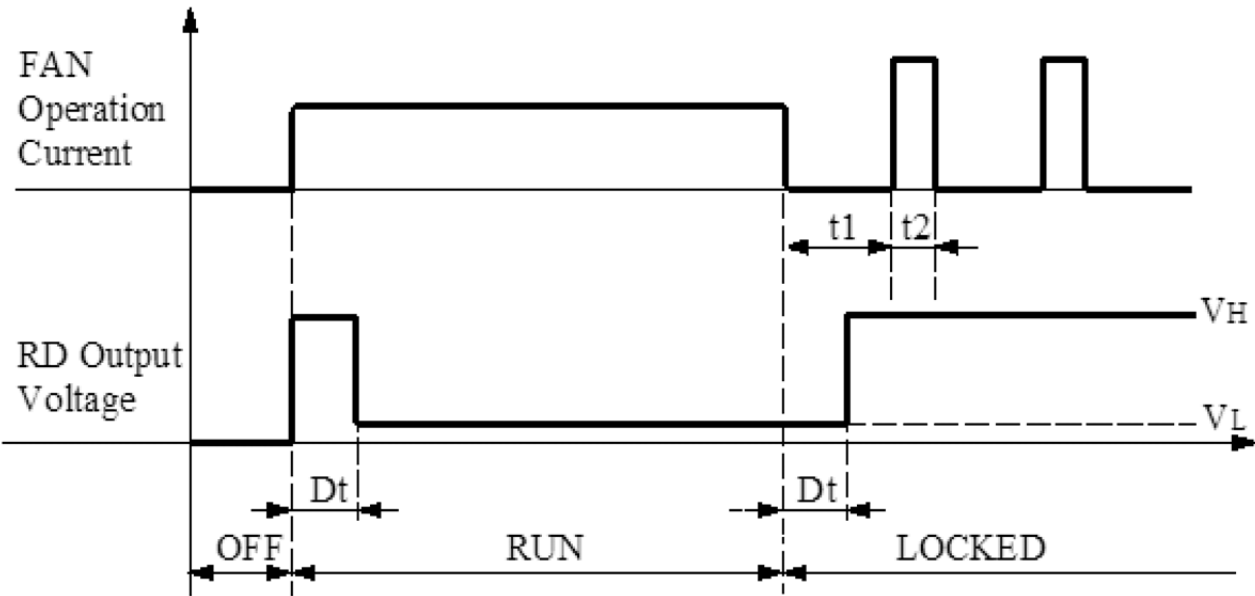 FAN
Operation
Current
t1
t2
VH
RD Output
Voltage
VL
Dt
Dt
OFF
RUN
LOCKED